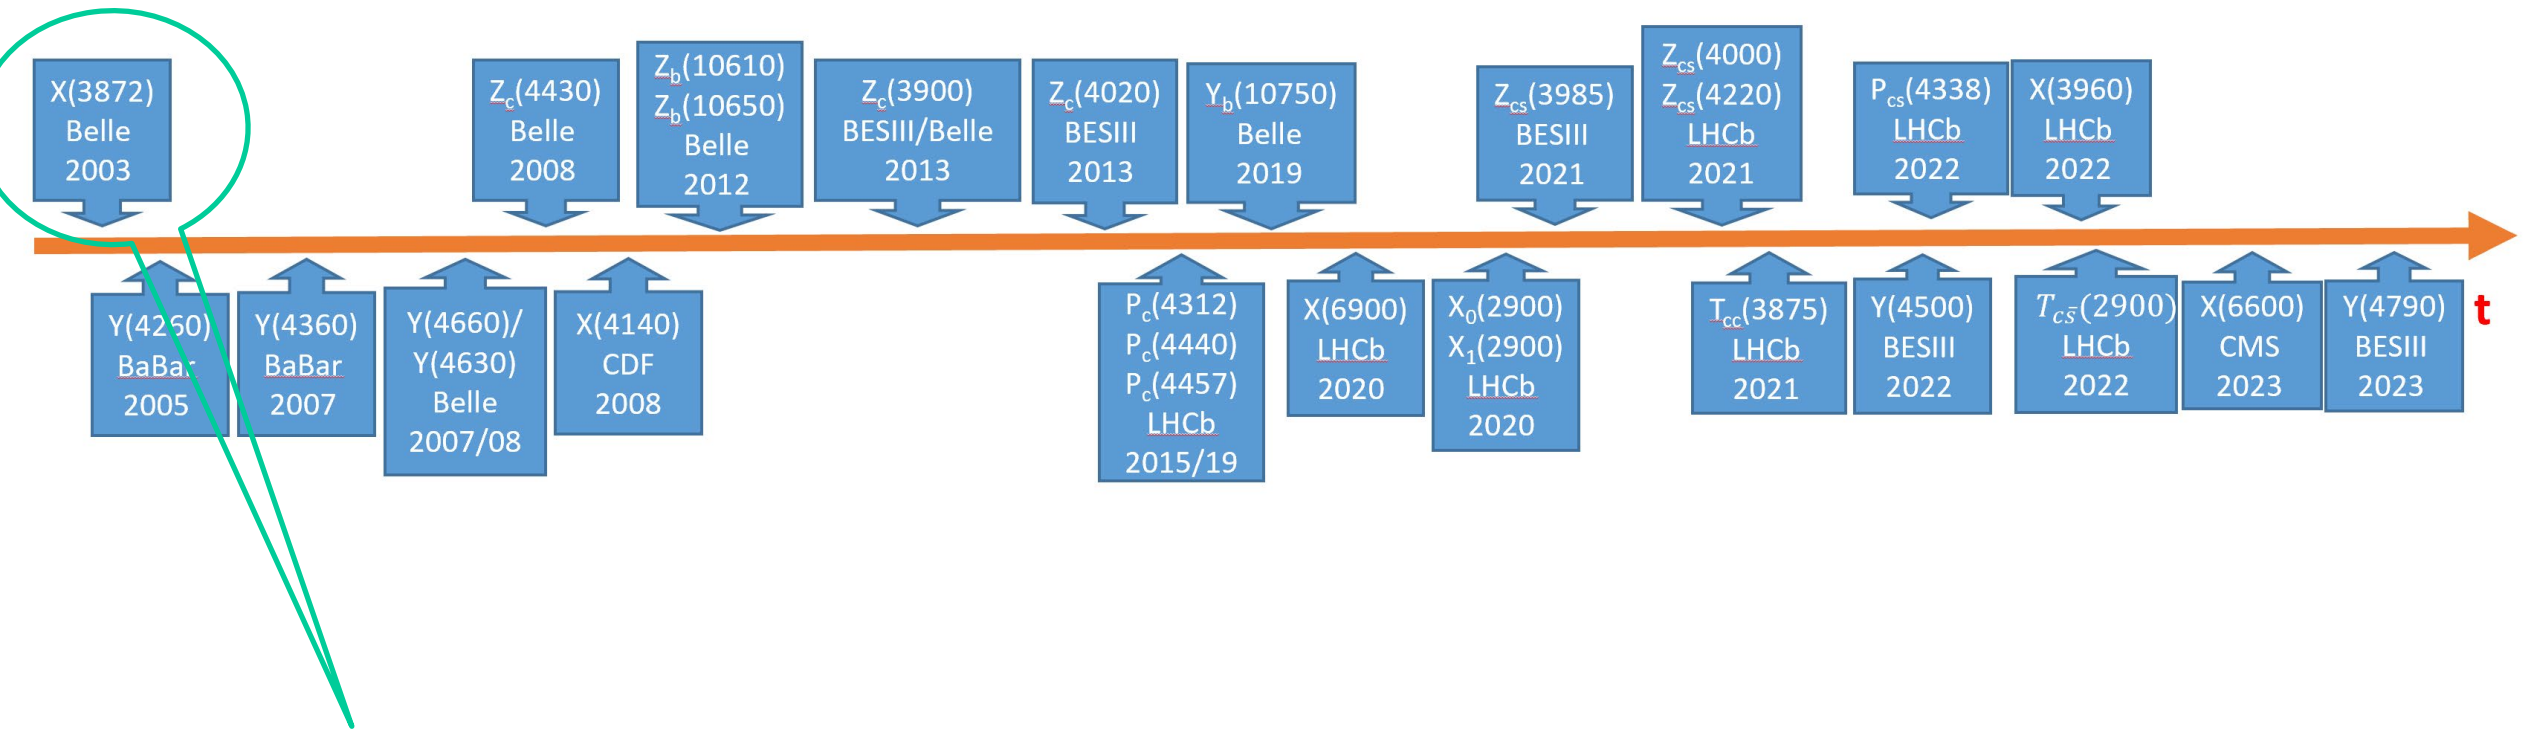 X(3872)
Belle
2003
Z_c(4430)
Belle
2008
Z_b(10610)
Z_b(10650)
Belle
2012
Z_c(3900)
BESIII/Belle
2013
Z_c(4020)
BESIII
2013
Y_b(10750)
Belle
2019
Z_cs(3985)
BESIII
2021
Z_cs(4000)
Z_cs(4220)
LHCb
2021
P_cs(4338)
LHCb
2022
X(3960)
LHCb
2022
Y(4260)
BaBar
2005
Y(4360)
BaBar
2007
Y(4660)/
Y(4630)
Belle
2007/08
X(4140)
CDF
2008
P_c(4312)
P_c(4440)
P_c(4457)
LHCb
2015/19
X(6900)
LHCb
2020
X_0(2900)
X_1(2900)
LHCb
2020
T_cc(3875)
LHCb
2021
Y(4500)
BESIII
2022
T_cs̄(2900)
LHCb
2022
X(6600)
CMS
2023
Y(4790)
BESIII
2023
t